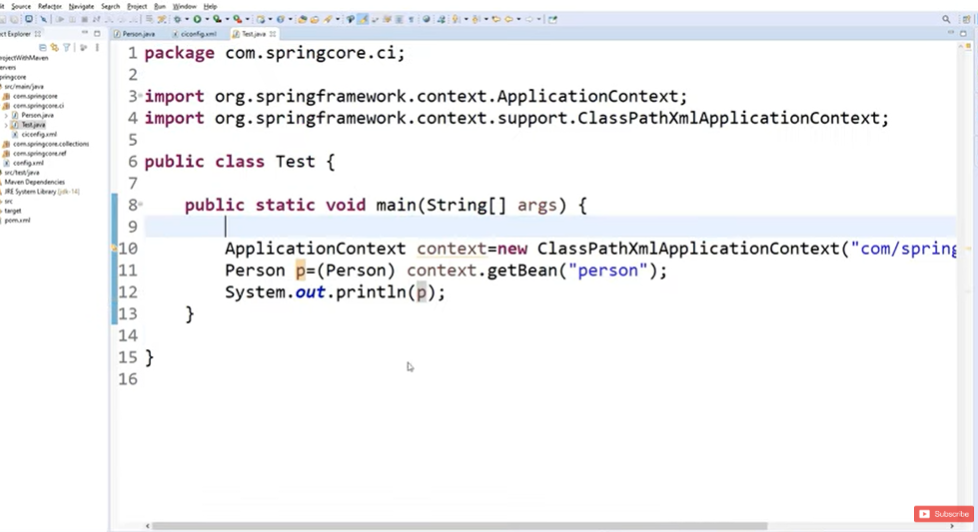 Source Refactor Navigate Search Project Run Window Help
Person.java ciconfig.xml Test.java
1 package com.springcore.ci;
2
3 import org.springframework.context.ApplicationContext;
4 import org.springframework.context.support.ClassPathXmlApplicationContext;
5
6 public class Test {
7
8 public static void main(String[] args) {
9
10 ApplicationContext context=new ClassPathXmlApplicationContext("com/spring
11 Person p=(Person) context.getBean("person");
12 System.out.println(p);
13 }
14
15 }
16
ct Explorer
rojectWithMaven
ervers
pringcore
src/main/java
com.springcore
com.springcore.ci
Person.java
Test.java
ciconfig.xml
com.springcore.collections
com.springcore.ref
config.xml
src/test/java
Maven Dependencies
JRE System Library [jdk-14]
src
target
pom.xml
Subscribe